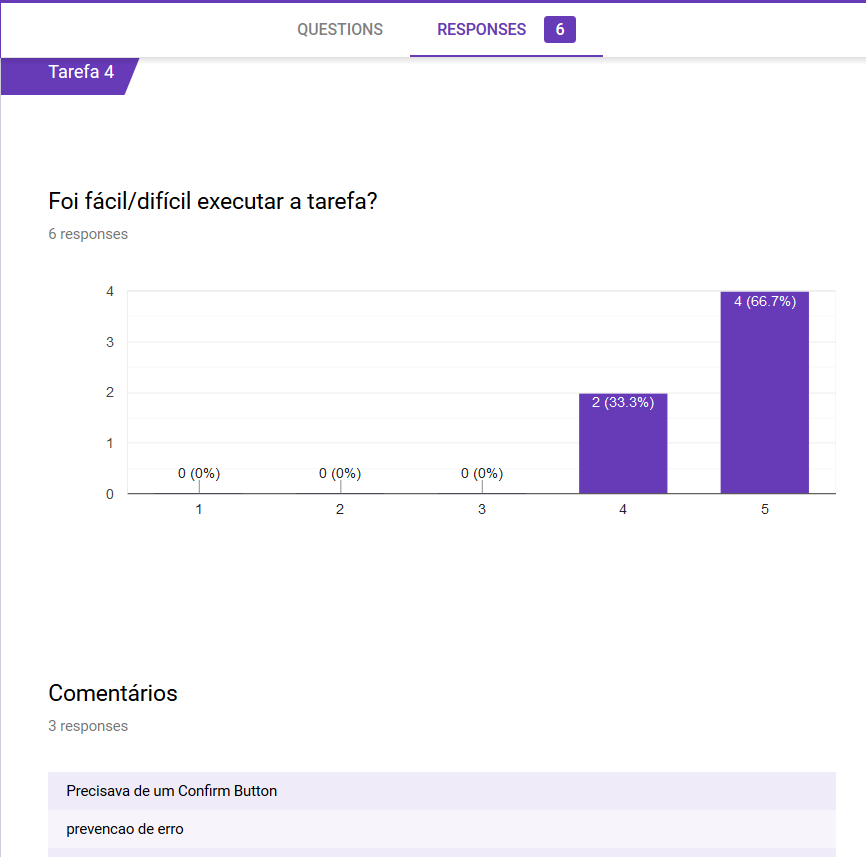 QUESTIONS RESPONSES 6
Tarefa 4
Foi fácil/difícil executar a tarefa?
6 responses
4
3
2
1
0
0 (0%) 0 (0%) 0 (0%) 2 (33.3%) 4 (66.7%)
1 2 3 4 5
Comentários
3 responses
Precisava de um Confirm Button
prevencao de erro